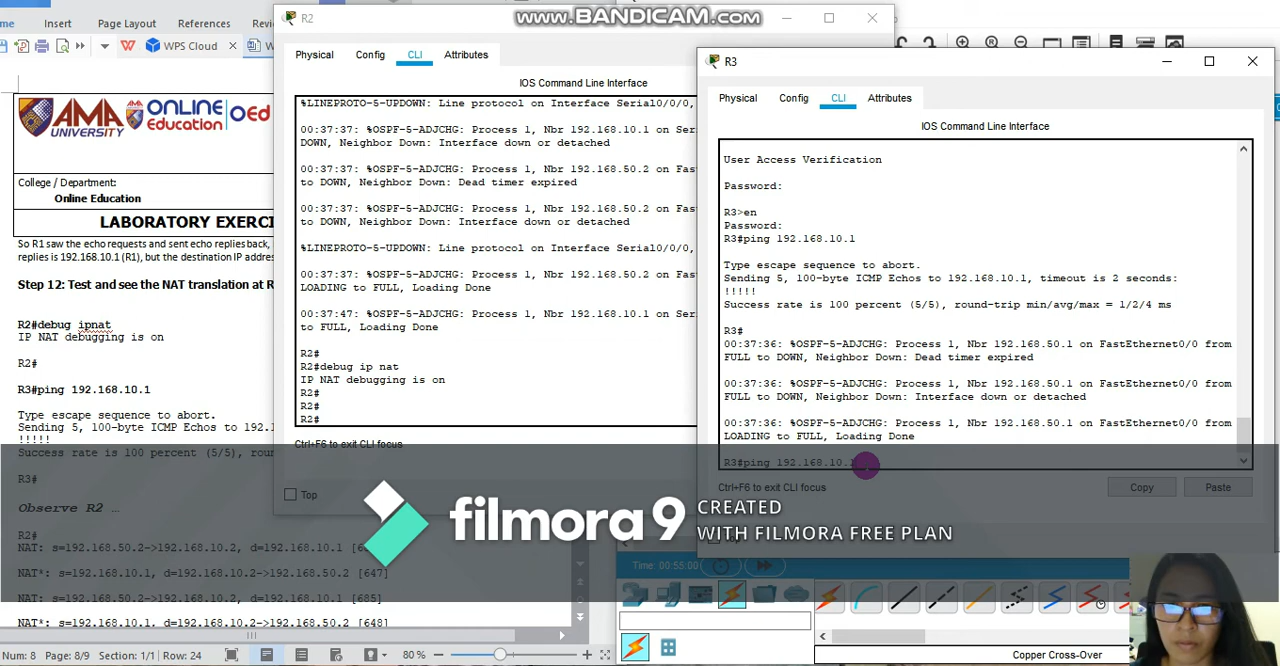 Insert Page Layout References Revi
WPS Cloud
AMA UNIVERSITY
ONLINE Education OEd
College / Department:
Online Education
LABORATORY EXERCI
So R1 saw the echo requests and sent echo replies back,
replies is 192.168.10.1 (R1), but the destination IP addre
Step 12: Test and see the NAT translation at R
R2#debug ipnat
IP NAT debugging is on
R2#
R3#ping 192.168.10.1
Type escape sequence to abort.
Sending 5, 100-byte ICMP Echos to 192.1
!!!!!
Success rate is 100 percent (5/5), roun
R3#
Observe R2 …
R2#
NAT: s=192.168.50.2->192.168.10.2, d=192.168.10.1
NAT*: s=192.168.10.1, d=192.168.10.2->192.168.50.2 [647]
NAT: s=192.168.50.2->192.168.10.2, d=192.168.10.1 [685]
NAT*: s=192.168.10.1, d=192.168.10.2->192.168.50.2 [648]
Num: 8 Page: 8/9 Section: 1/1 Row: 24 80 %
R2
www.BANDICAM.com
Physical Config CLI Attributes
IOS Command Line Interface
%LINEPROTO-5-UPDOWN: Line protocol on Interface Serial0/0/0,
00:37:37: %OSPF-5-ADJCHG: Process 1, Nbr 192.168.10.1 on Ser
DOWN, Neighbor Down: Interface down or detached
00:37:37: %OSPF-5-ADJCHG: Process 1, Nbr 192.168.50.2 on Fas
to DOWN, Neighbor Down: Dead timer expired
00:37:37: %OSPF-5-ADJCHG: Process 1, Nbr 192.168.50.2 on Fas
to DOWN, Neighbor Down: Interface down or detached
%LINEPROTO-5-UPDOWN: Line protocol on Interface Serial0/0/0,
00:37:37: %OSPF-5-ADJCHG: Process 1, Nbr 192.168.50.2 on Fas
LOADING to FULL, Loading Done
00:37:47: %OSPF-5-ADJCHG: Process 1, Nbr 192.168.10.1 on Ser
to FULL, Loading Done
R2#
R2#debug ip nat
IP NAT debugging is on
R2#
R2#
R2#
Ctrl+F6 to exit CLI focus
Top
R3
Physical Config CLI Attributes
IOS Command Line Interface
User Access Verification
Password:
R3>en
Password:
R3#ping 192.168.10.1
Type escape sequence to abort.
Sending 5, 100-byte ICMP Echos to 192.168.10.1, timeout is 2 seconds:
!!!!!
Success rate is 100 percent (5/5), round-trip min/avg/max = 1/2/4 ms
R3#
00:37:36: %OSPF-5-ADJCHG: Process 1, Nbr 192.168.50.1 on FastEthernet0/0 from
FULL to DOWN, Neighbor Down: Dead timer expired
00:37:36: %OSPF-5-ADJCHG: Process 1, Nbr 192.168.50.1 on FastEthernet0/0 from
FULL to DOWN, Neighbor Down: Interface down or detached
00:37:36: %OSPF-5-ADJCHG: Process 1, Nbr 192.168.50.1 on FastEthernet0/0 from
LOADING to FULL, Loading Done
R3#ping 192.168.10.1
Ctrl+F6 to exit CLI focus
Copy Paste
filmora9
CREATED
WITH FILMORA FREE PLAN
Time: 00:55:00
Copper Cross-Over